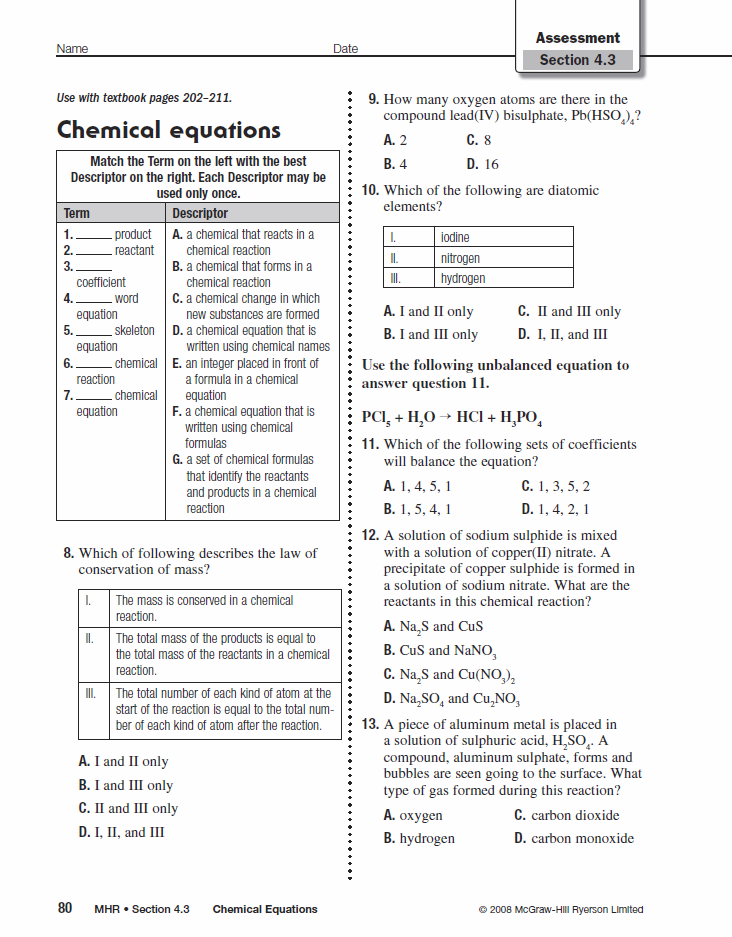 Name Date
Assessment
Section 4.3
Use with textbook pages 202–211.
Chemical equations
Match the Term on the left with the best
Descriptor on the right. Each Descriptor may be
used only once.
Term Descriptor
1. ______ product
2. ______ reactant
3. ______
coefficient
4. ______ word
equation
5. ______ skeleton
equation
6. ______ chemical
reaction
7. ______ chemical
equation
A. a chemical that reacts in a
chemical reaction
B. a chemical that forms in a
chemical reaction
C. a chemical change in which
new substances are formed
D. a chemical equation that is
written using chemical names
E. an integer placed in front of
a formula in a chemical
equation
F. a chemical equation that is
written using chemical
formulas
G. a set of chemical formulas
that identify the reactants
and products in a chemical
reaction
8. Which of following describes the law of
conservation of mass?
I. The mass is conserved in a chemical
reaction.
II. The total mass of the products is equal to
the total mass of the reactants in a chemical
reaction.
III. The total number of each kind of atom at the
start of the reaction is equal to the total num-
ber of each kind of atom after the reaction.
A. I and II only
B. I and III only
C. II and III only
D. I, II, and III
9. How many oxygen atoms are there in the
compound lead(IV) bisulphate, Pb(HSO₄)₄?
A. 2 C. 8
B. 4 D. 16
10. Which of the following are diatomic
elements?
I. iodine
II. nitrogen
III. hydrogen
A. I and II only C. II and III only
B. I and III only D. I, II, and III
Use the following unbalanced equation to
answer question 11.
PCl₅ + H₂O → HCl + H₃PO₄
11. Which of the following sets of coefficients
will balance the equation?
A. 1, 4, 5, 1 C. 1, 3, 5, 2
B. 1, 5, 4, 1 D. 1, 4, 2, 1
12. A solution of sodium sulphide is mixed
with a solution of copper(II) nitrate. A
precipitate of copper sulphide is formed in
a solution of sodium nitrate. What are the
reactants in this chemical reaction?
A. Na₂S and CuS
B. CuS and NaNO₃
C. Na₂S and Cu(NO₃)₂
D. Na₂SO₄ and Cu₂NO₃
13. A piece of aluminum metal is placed in
a solution of sulphuric acid, H₂SO₄. A
compound, aluminum sulphate, forms and
bubbles are seen going to the surface. What
type of gas formed during this reaction?
A. oxygen C. carbon dioxide
B. hydrogen D. carbon monoxide
80 MHR • Section 4.3 Chemical Equations © 2008 McGraw-Hill Ryerson Limited